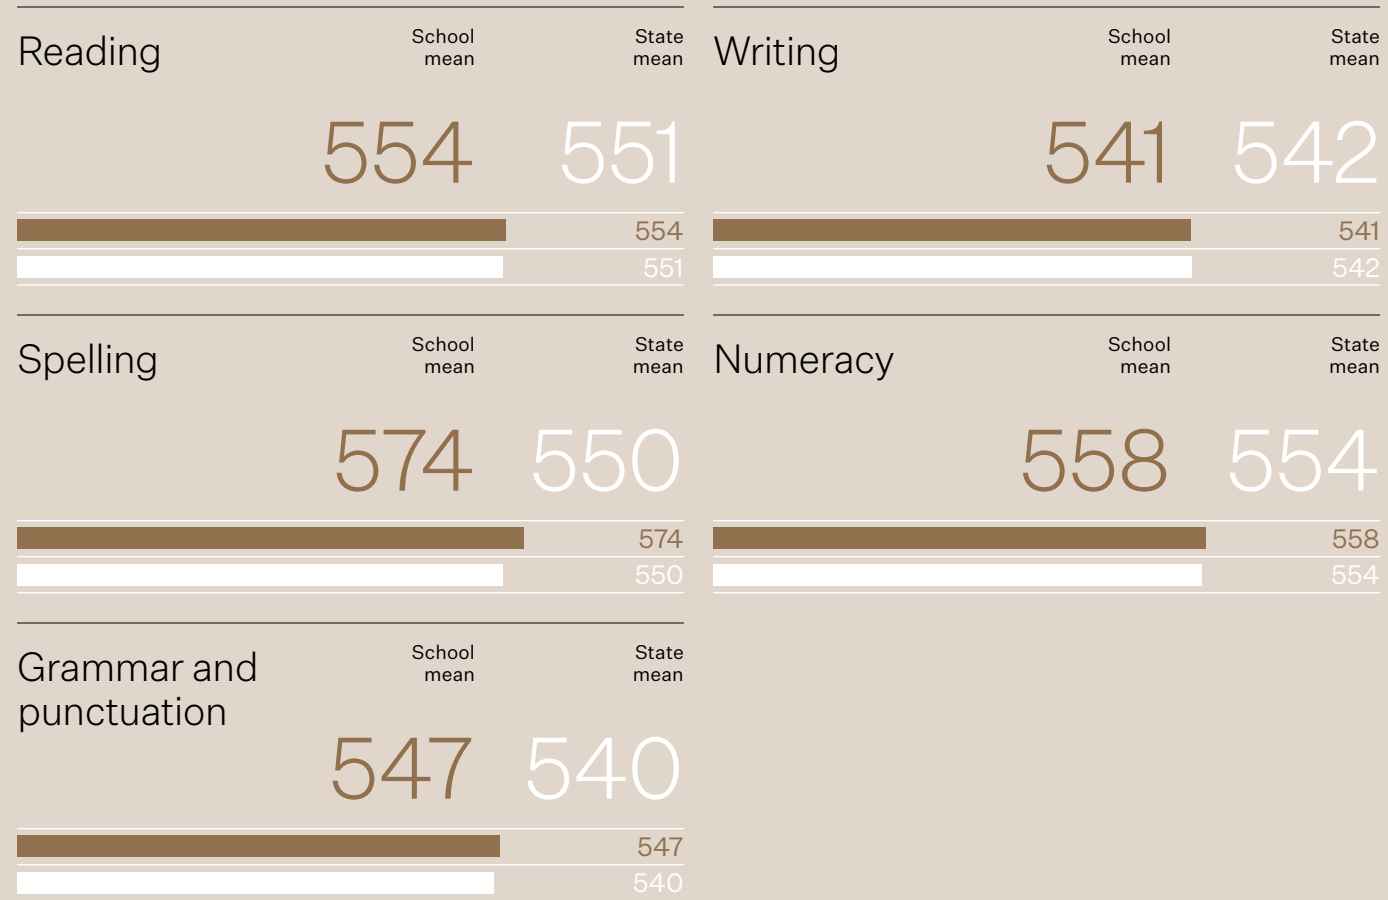 Reading
School
mean
State
mean
554
551
554
551
Writing
School
mean
State
mean
541
542
541
542
Spelling
School
mean
State
mean
574
550
574
550
Numeracy
School
mean
State
mean
558
554
558
554
Grammar and
punctuation
School
mean
State
mean
547
540
547
540